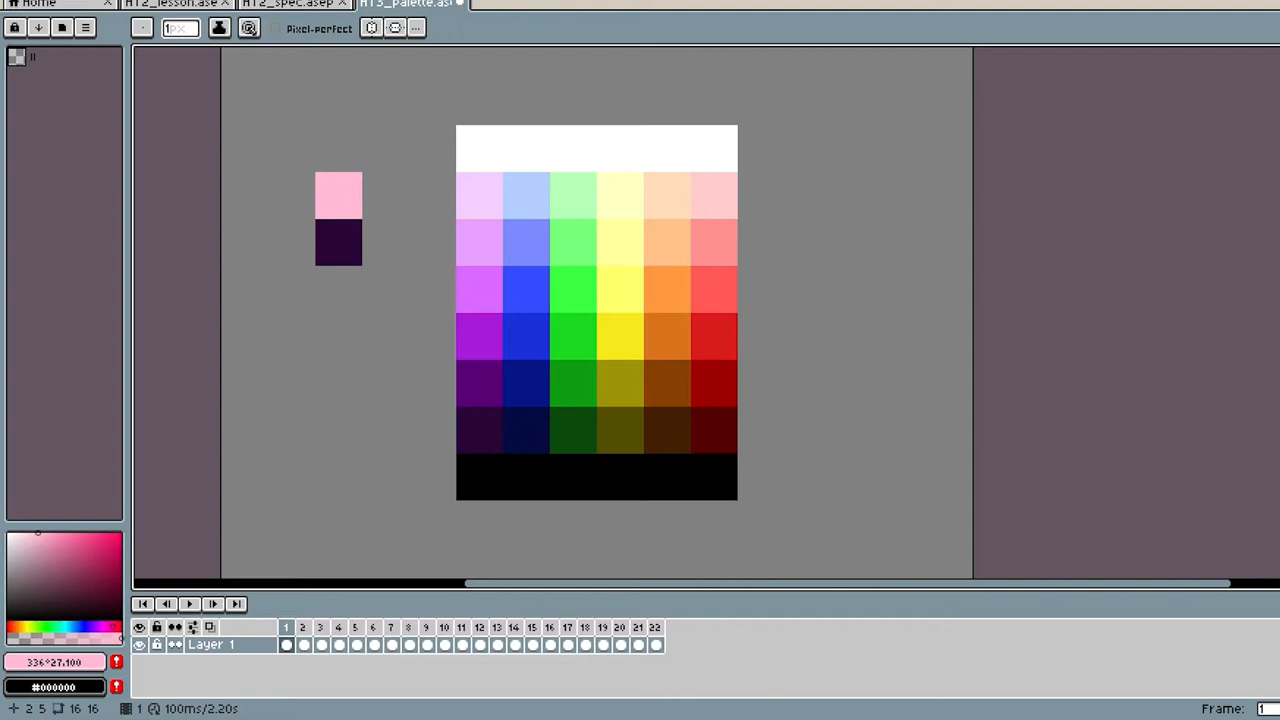 Home
HT2_lesson.ase
HT2_spec.asep
HT3_palette.as
1px
Pixel-perfect
...
336°27.100
#000000
1 2 3 4 5 6 7 8 9 10 11 12 13 14 15 16 17 18 19 20 21 22
Layer 1
2 5 16 16 1 100ms/2.20s
Frame: 1